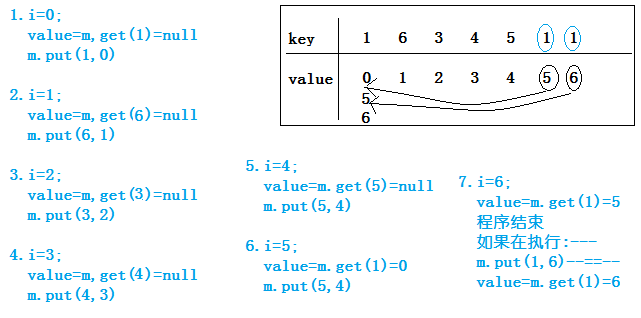 1.i=0;
value=m,get(1)=null
m.put(1,0)
2.i=1;
value=m,get(6)=null
m.put(6,1)
3.i=2;
value=m,get(3)=null
m.put(3,2)
4.i=3;
value=m,get(4)=null
m.put(4,3)
key 1 6 3 4 5 1 1
value 0 1 2 3 4 5 6
5
6
5.i=4;
value=m.get(5)=null
m.put(5,4)
6.i=5;
value=m.get(1)=0
m.put(5,4)
7.i=6;
value=m.get(1)=5
程序结束
如果在执行:---
m.put(1,6)--==--
value=m.get(1)=6